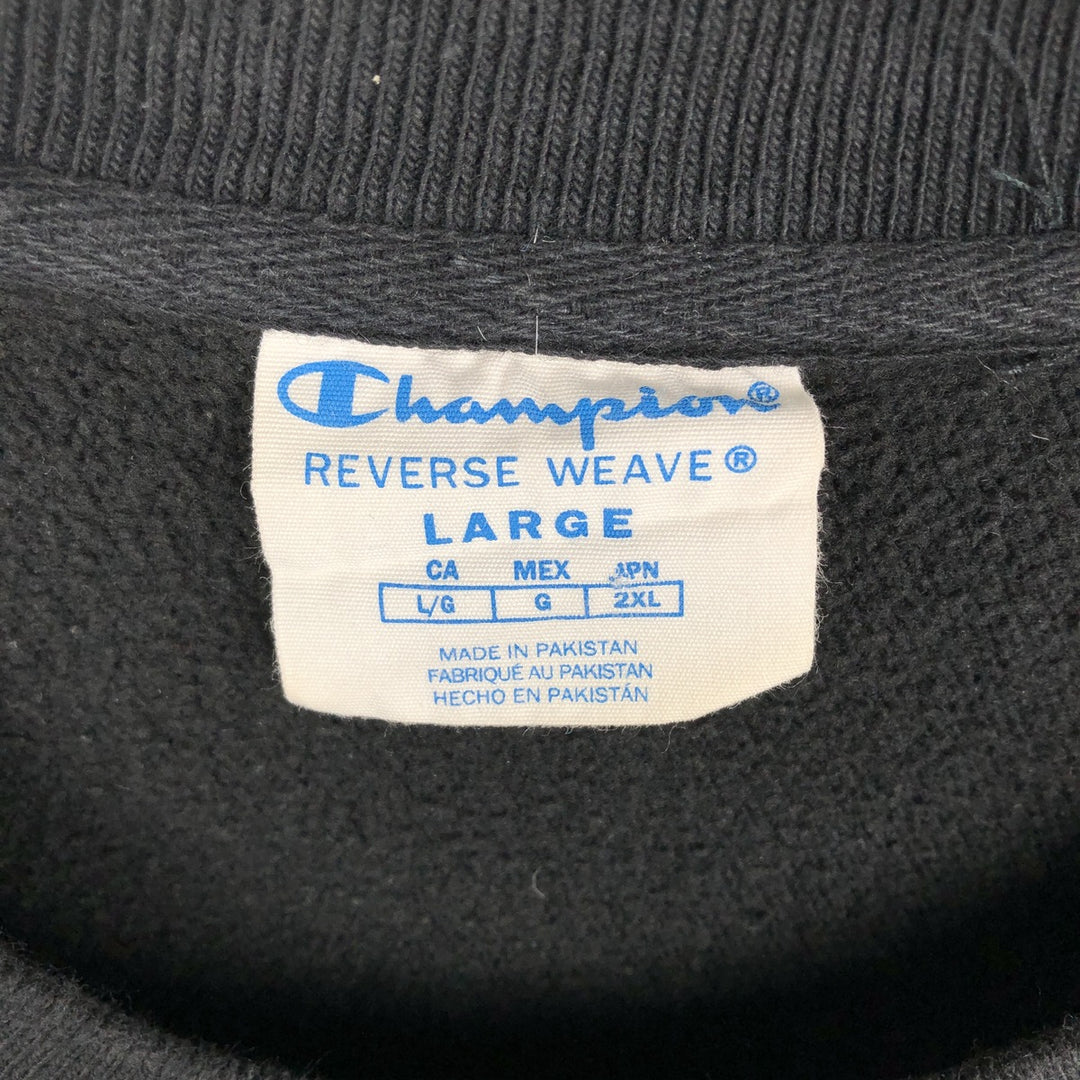 Champion®
REVERSE WEAVE®
LARGE
CA MEX JPN
L/G G 2XL
MADE IN PAKISTAN
FABRIQUÉ AU PAKISTAN
HECHO EN PAKISTÁN